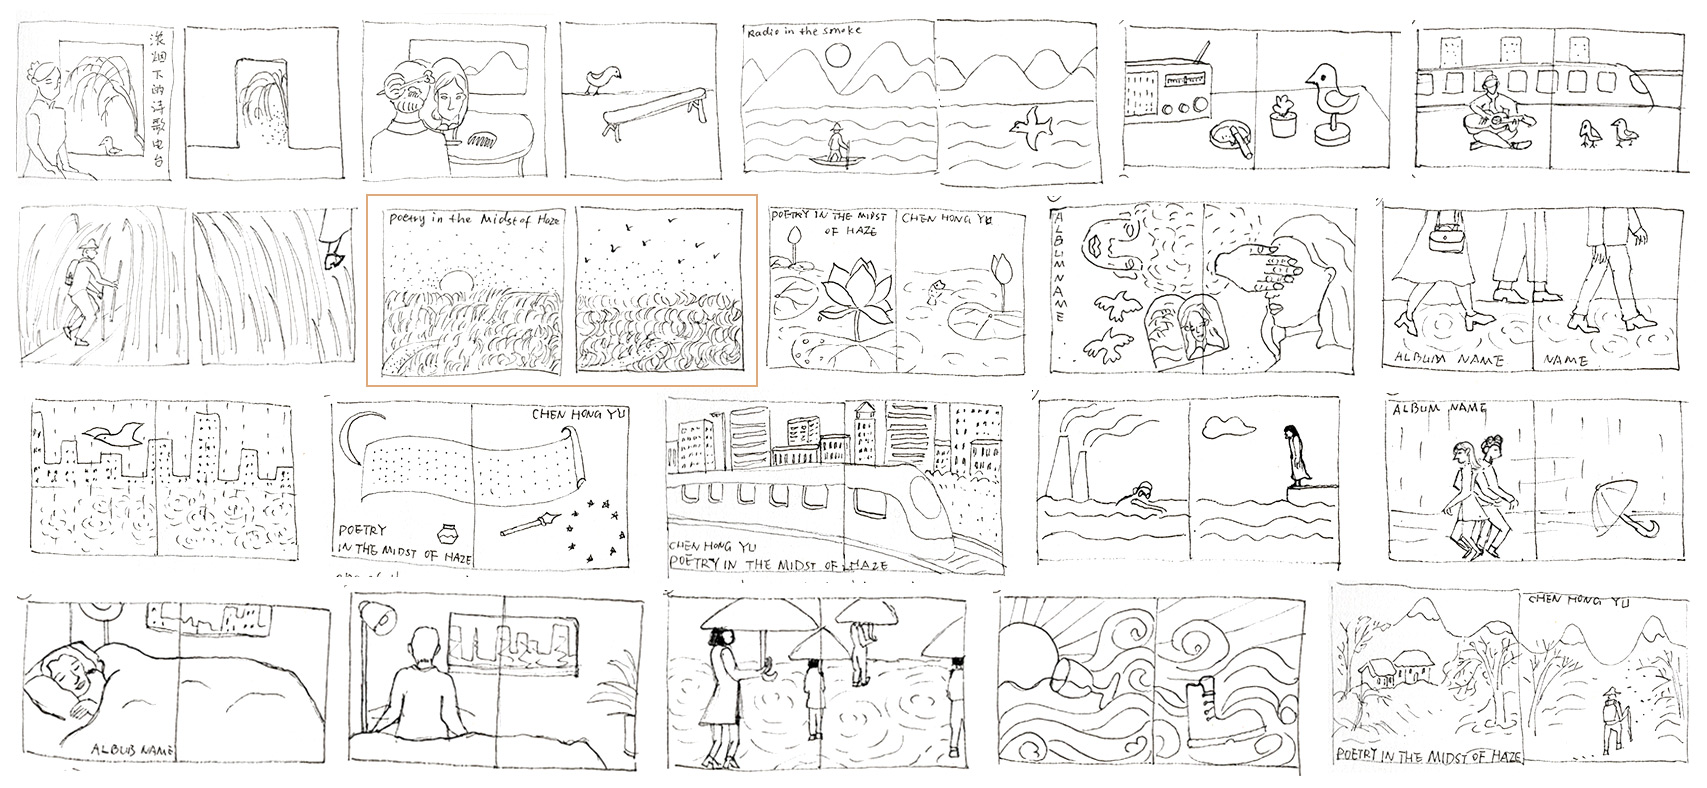 浓烟下的诗歌电台
Radio in the smoke
Poetry in the Midst of Haze
POETRY IN THE MIDST
OF HAZE
CHEN HONG YU
ALBUM NAME
ALBUM NAME
NAME
CHEN HONG YU
POETRY
IN THE MIDST OF HAZE
CHEN HONG YU
POETRY IN THE MIDST OF HAZE
ALBUM NAME
ALBUB NAME
CHEN HONG YU
POETRY IN THE MIDST OF HAZE